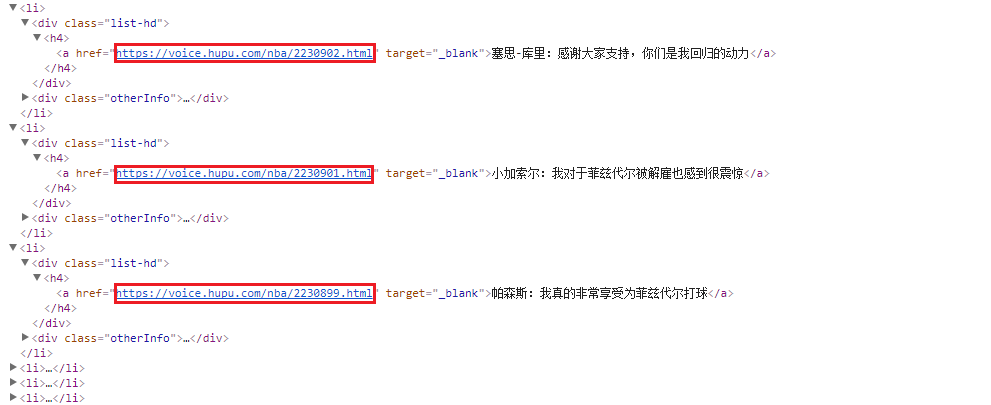 <li>
<div class="list-hd">
<h4>
<a href="https://voice.hupu.com/nba/2230902.html" target="_blank">塞思-库里：感谢大家支持，你们是我回归的动力</a>
</h4>
</div>
<div class="otherInfo">…</div>
</li>
<li>
<div class="list-hd">
<h4>
<a href="https://voice.hupu.com/nba/2230901.html" target="_blank">小加索尔：我对于菲兹代尔被解雇也感到很震惊</a>
</h4>
</div>
<div class="otherInfo">…</div>
</li>
<li>
<div class="list-hd">
<h4>
<a href="https://voice.hupu.com/nba/2230899.html" target="_blank">帕森斯：我真的非常享受为菲兹代尔打球</a>
</h4>
</div>
<div class="otherInfo">…</div>
</li>
<li>…</li>
<li>…</li>
<li>…</li>